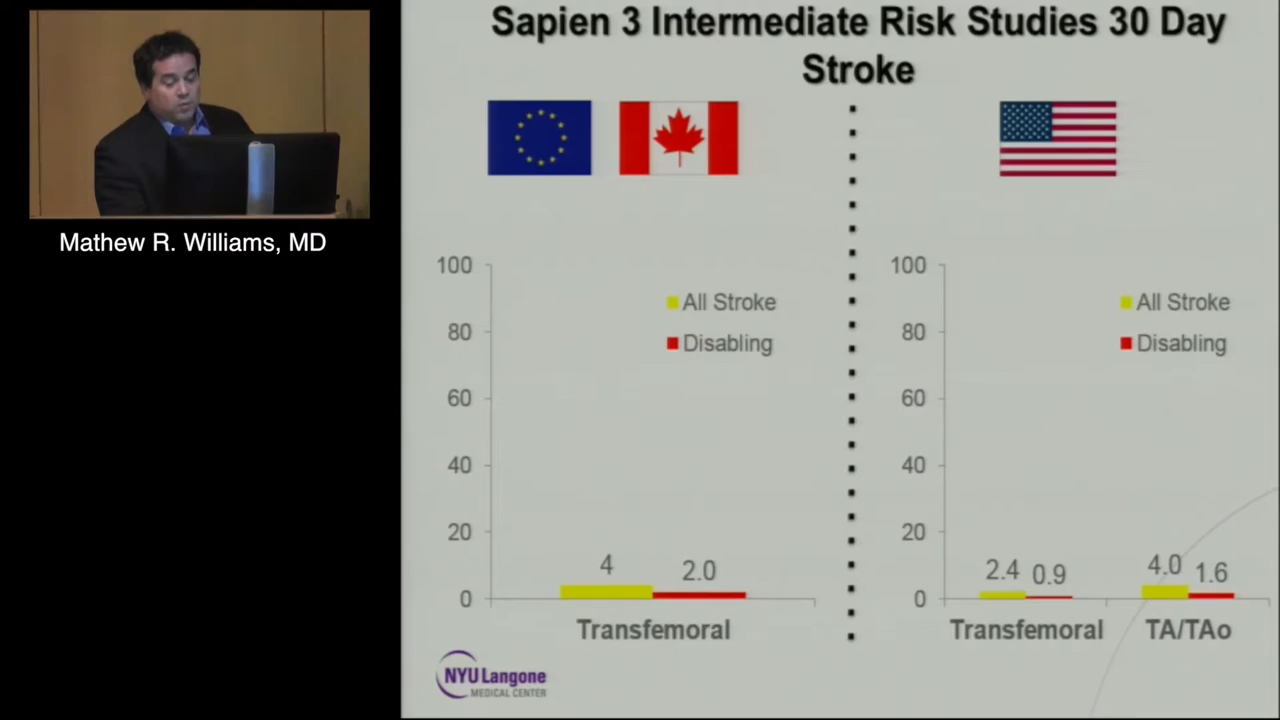 Sapien 3 Intermediate Risk Studies 30 Day
Stroke
Mathew R. Williams, MD
100
80
60
40
20
0
All Stroke
Disabling
4
2.0
Transfemoral
100
80
60
40
20
0
All Stroke
Disabling
2.4
0.9
4.0
1.6
Transfemoral
TA/TAo
NYU Langone
MEDICAL CENTER